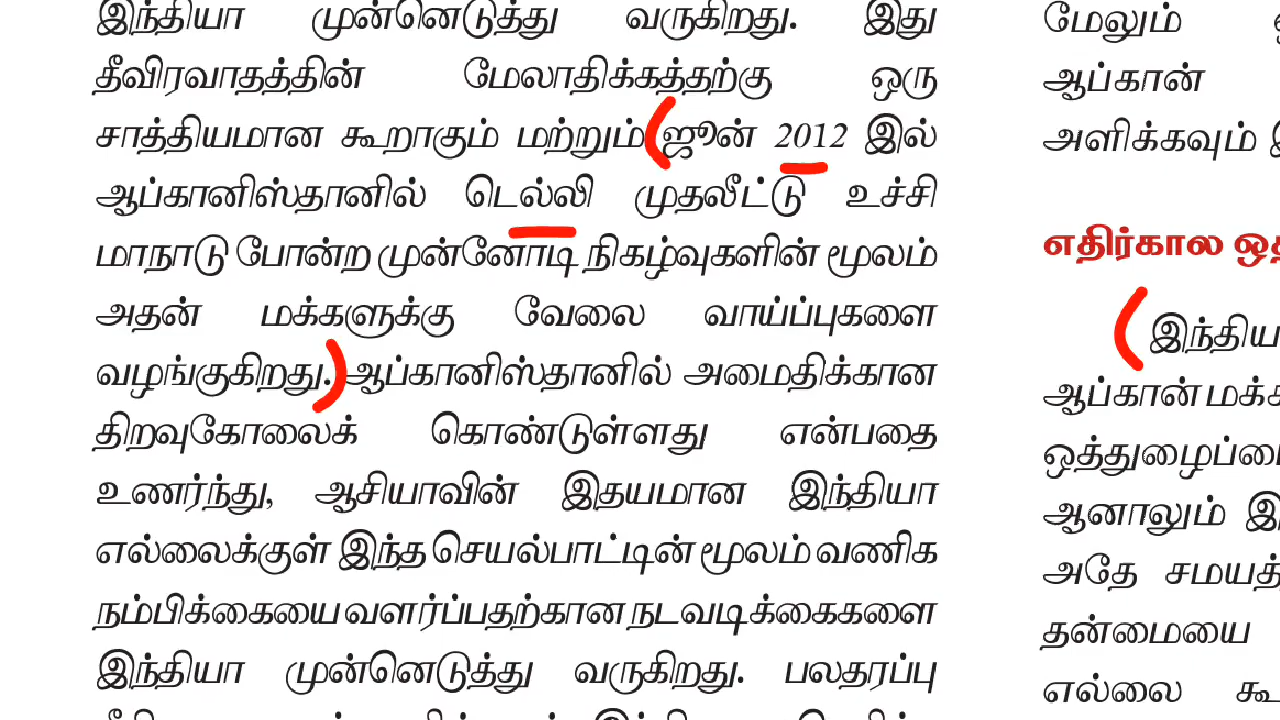 இந்தியா முன்னெடுத்து வருகிறது. இது
தீவிரவாதத்தின் மேலாதிக்கத்தற்கு ஒரு
சாத்தியமான கூறாகும் மற்றும் ஜூன் 2012 இல்
ஆப்கானிஸ்தானில் டெல்லி முதலீட்டு உச்சி
மாநாடு போன்ற முன்னோடி நிகழ்வுகளின் மூலம்
அதன் மக்களுக்கு வேலை வாய்ப்புகளை
வழங்குகிறது. ஆப்கானிஸ்தானில் அமைதிக்கான
திறவுகோலைக் கொண்டுள்ளது என்பதை
உணர்ந்து, ஆசியாவின் இதயமான இந்தியா
எல்லைக்குள் இந்த செயல்பாட்டின் மூலம் வணிக
நம்பிக்கையை வளர்ப்பதற்கான நடவடிக்கைகளை
இந்தியா முன்னெடுத்து வருகிறது. பலதரப்பு
மேலும்
ஆப்கான்
அளிக்கவும்
எதிர்கால
இந்திய
ஆப்கான் மக்க
ஆனாலும்
அதே சமயத்
தன்மையை
எல்லை